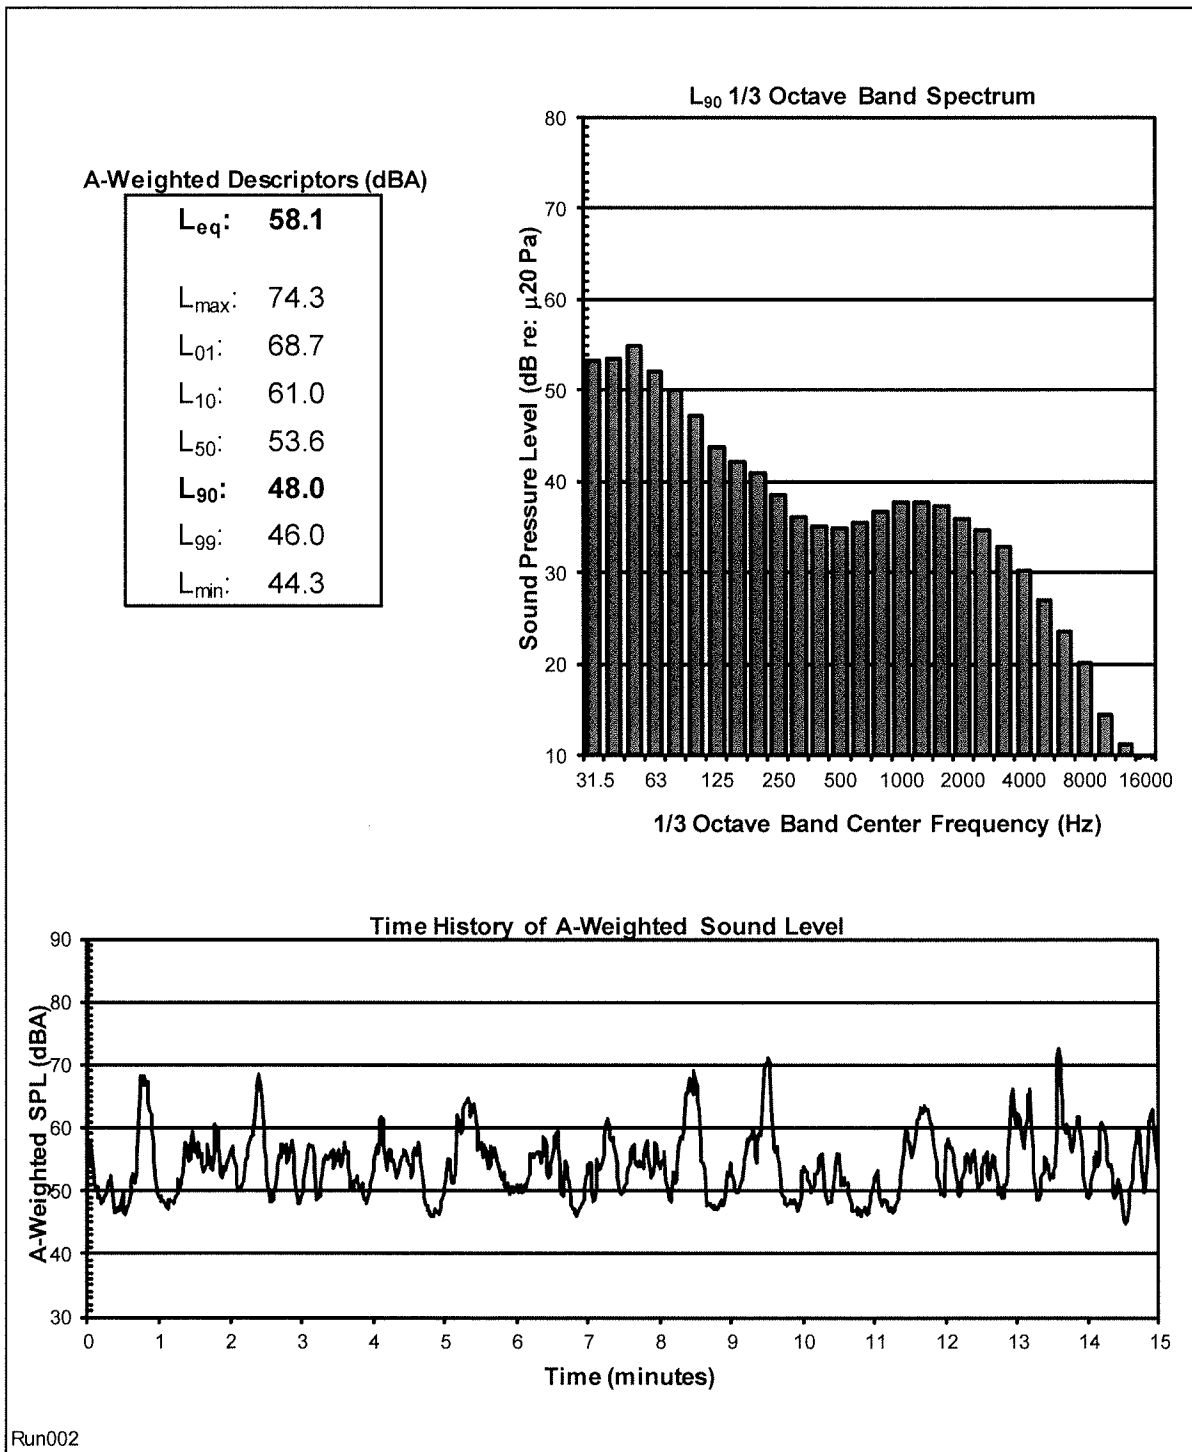 A-Weighted Descriptors (dBA)
Leq: 58.1
Lmax: 74.3
L01: 68.7
L10: 61.0
L50: 53.6
L90: 48.0
L99: 46.0
Lmin: 44.3
L90 1/3 Octave Band Spectrum
Sound Pressure Level (dB re: µ20 Pa)
80
70
60
50
40
30
20
10
31.5 63 125 250 500 1000 2000 4000 8000 16000
1/3 Octave Band Center Frequency (Hz)
Time History of A-Weighted Sound Level
A-Weighted SPL (dBA)
90
80
70
60
50
40
30
0 1 2 3 4 5 6 7 8 9 10 11 12 13 14 15
Time (minutes)
Run002